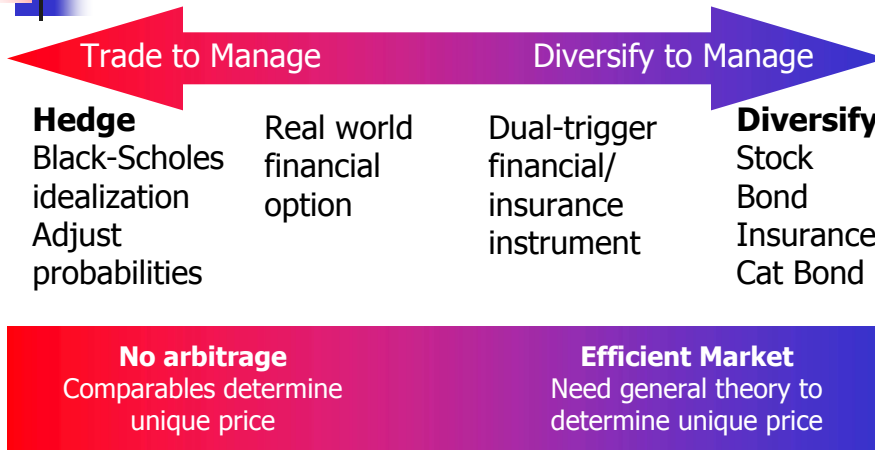 Trade to Manage
Diversify to Manage
Hedge
Black-Scholes
idealization
Adjust
probabilities
Real world
financial
option
Dual-trigger
financial/
insurance
instrument
Diversify
Stock
Bond
Insurance
Cat Bond
No arbitrage
Comparables determine
unique price
Efficient Market
Need general theory to
determine unique price